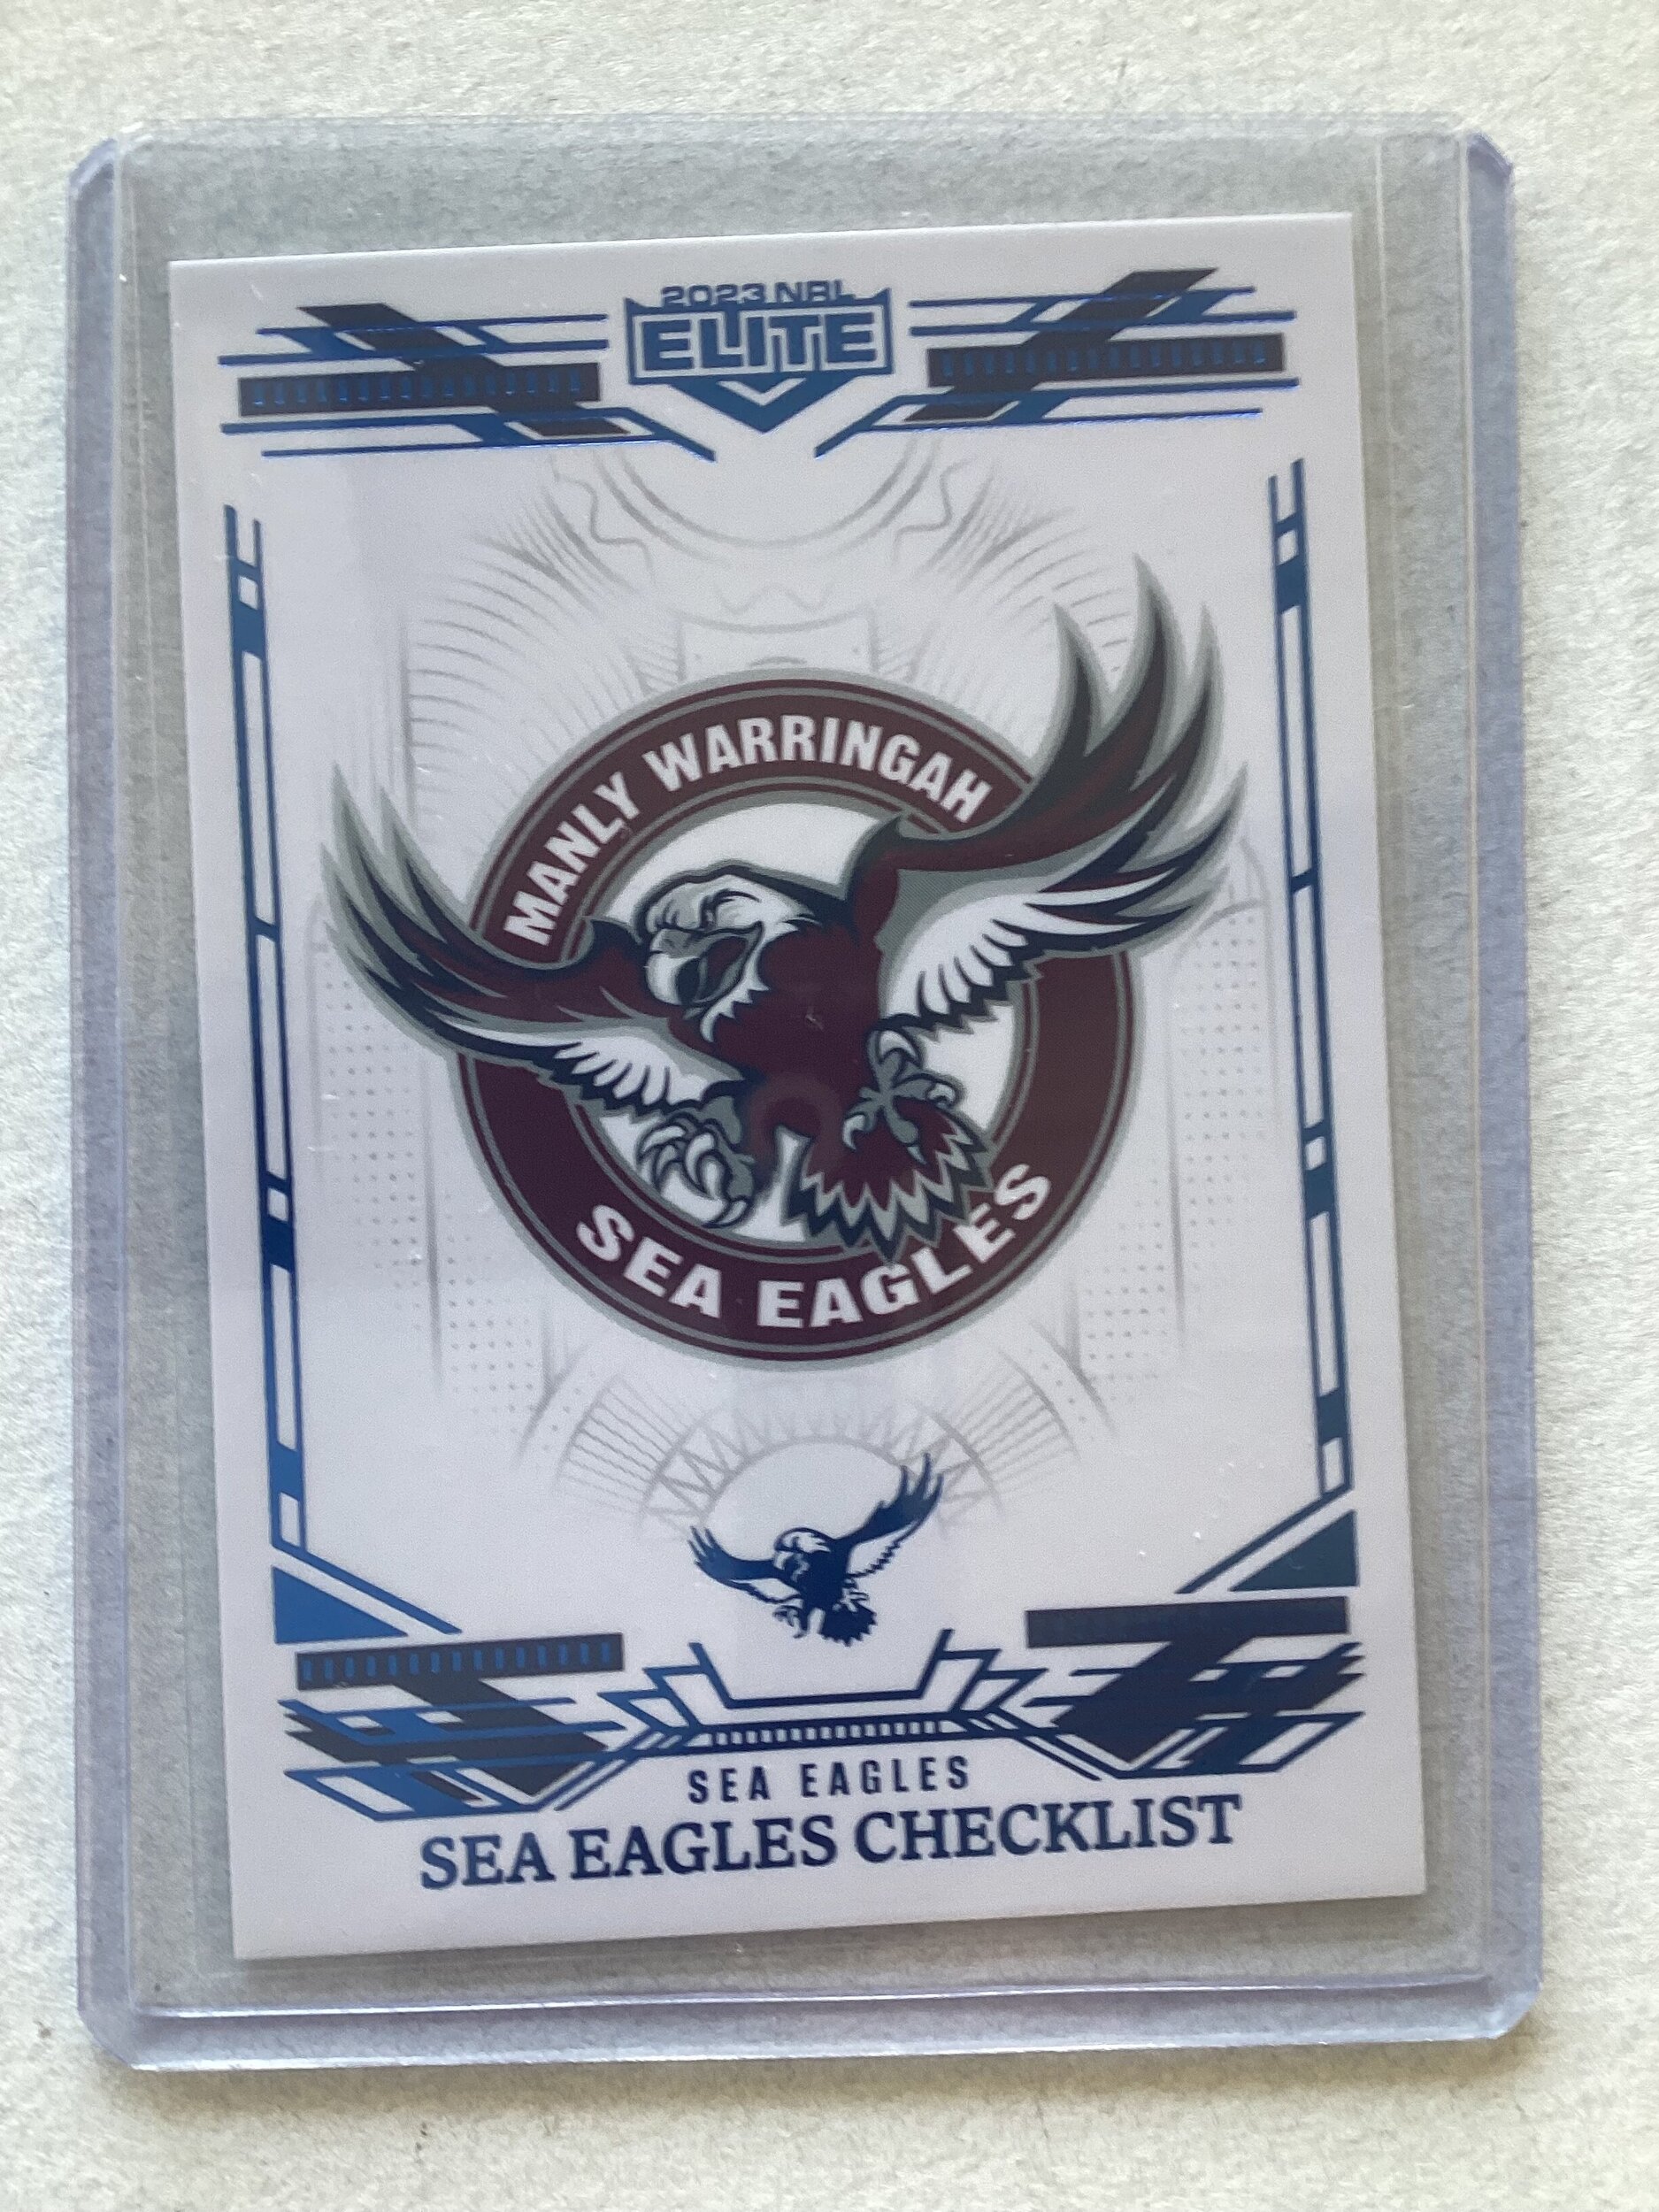 2023 NRL
ELITE
MANLY WARRINGAH
SEA EAGLES
SEA EAGLES
SEA EAGLES CHECKLIST